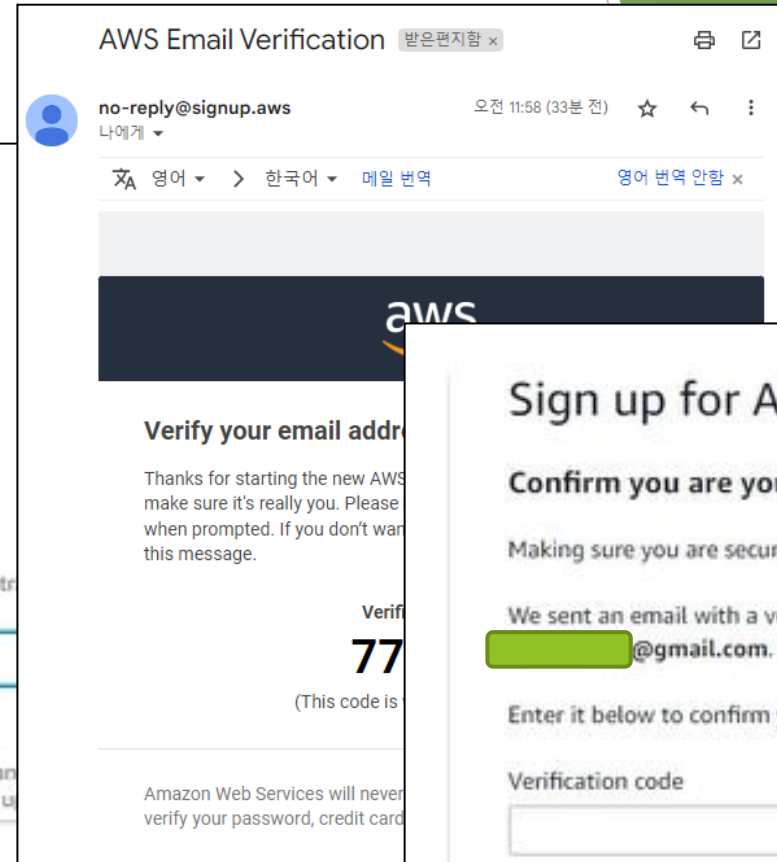 AWS Email Verification 받은편지함 ×
no-reply@signup.aws 오전 11:58 (33분 전)
나에게
영어 > 한국어 메일 번역 영어 번역 안함 ×
aws
Verify your email
Thanks for starting the new AWS
make sure it's really you. Please
when prompted. If you don't
this message.
77
(This code is
Amazon Web Services will never
verify your password, credit card
Sign up for
Confirm you are
Making sure you are
We sent an email with a
@gmail.com.
Enter it below to confirm
Verification code